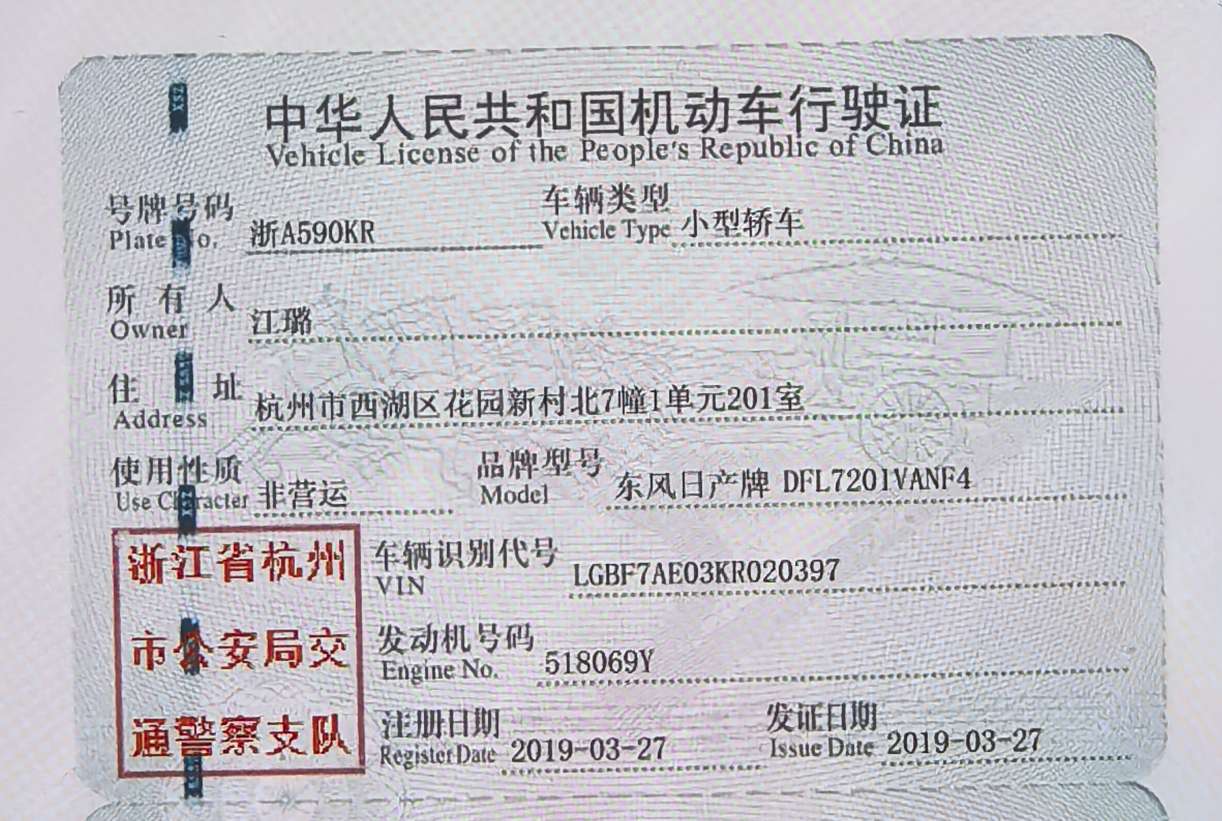 中华人民共和国机动车行驶证
Vehicle License of the People's Republic of China
号牌号码 浙A590KR 车辆类型 小型轿车
Plate No. Vehicle Type
所有人 江璐
Owner
住址 杭州市西湖区花园新村北7幢1单元201室
Address
使用性质 非营运 品牌型号 东风日产牌 DFL7201VANF4
Use Character Model
浙江省杭州
市公安局交
通警察支队
车辆识别代号 LGBF7AE03KR020397
VIN
发动机号码 518069Y
Engine No.
注册日期 2019-03-27 发证日期 2019-03-27
Register Date Issue Date